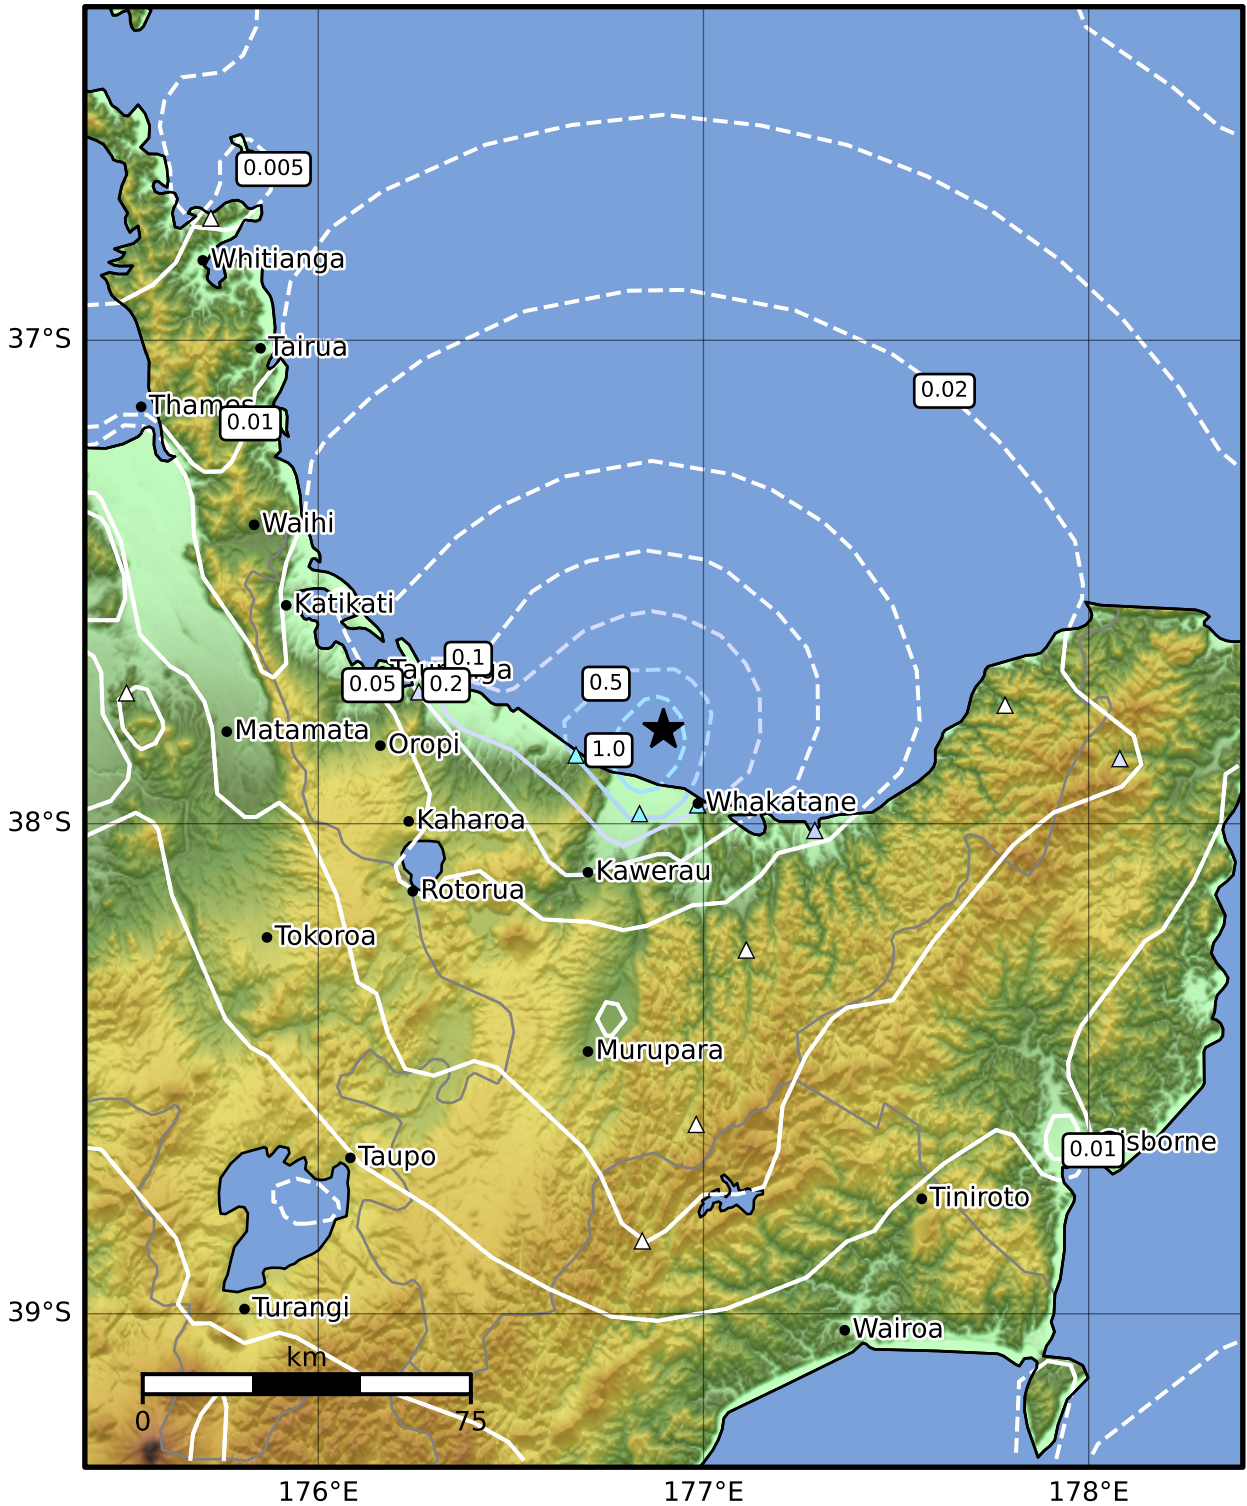 0.005
Whitianga
37°S
Tairua
0.02
Thames
0.01
Waihi
Katikati
0.1
Tauranga
0.05
0.2
0.5
Matamata
Oropi
1.0
Whakatane
38°S
Kaharoa
Kawerau
Rotorua
Tokoroa
Murupara
Gisborne
0.01
Taupo
Tiniroto
39°S
Turangi
Wairoa
km
0
75
176°E
177°E
178°E